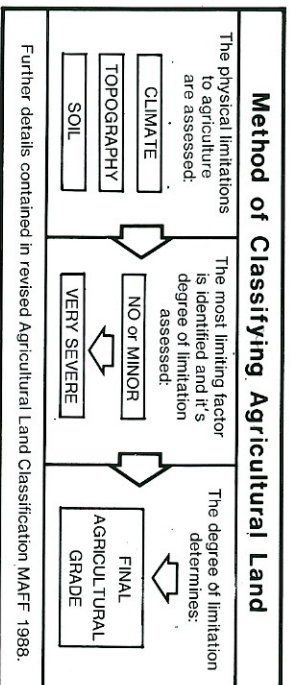 Method of Classifying Agricultural Land
The physical limitations
to agriculture
are assessed:
CLIMATE
TOPOGRAPHY
SOIL
The most limiting factor
is identified and it's
degree of limitation
assessed:
NO or MINOR
VERY SEVERE
The degree of limitation
determines:
FINAL
AGRICULTURAL
GRADE
Further details contained in revised Agricultural Land Classification MAFF 1988.